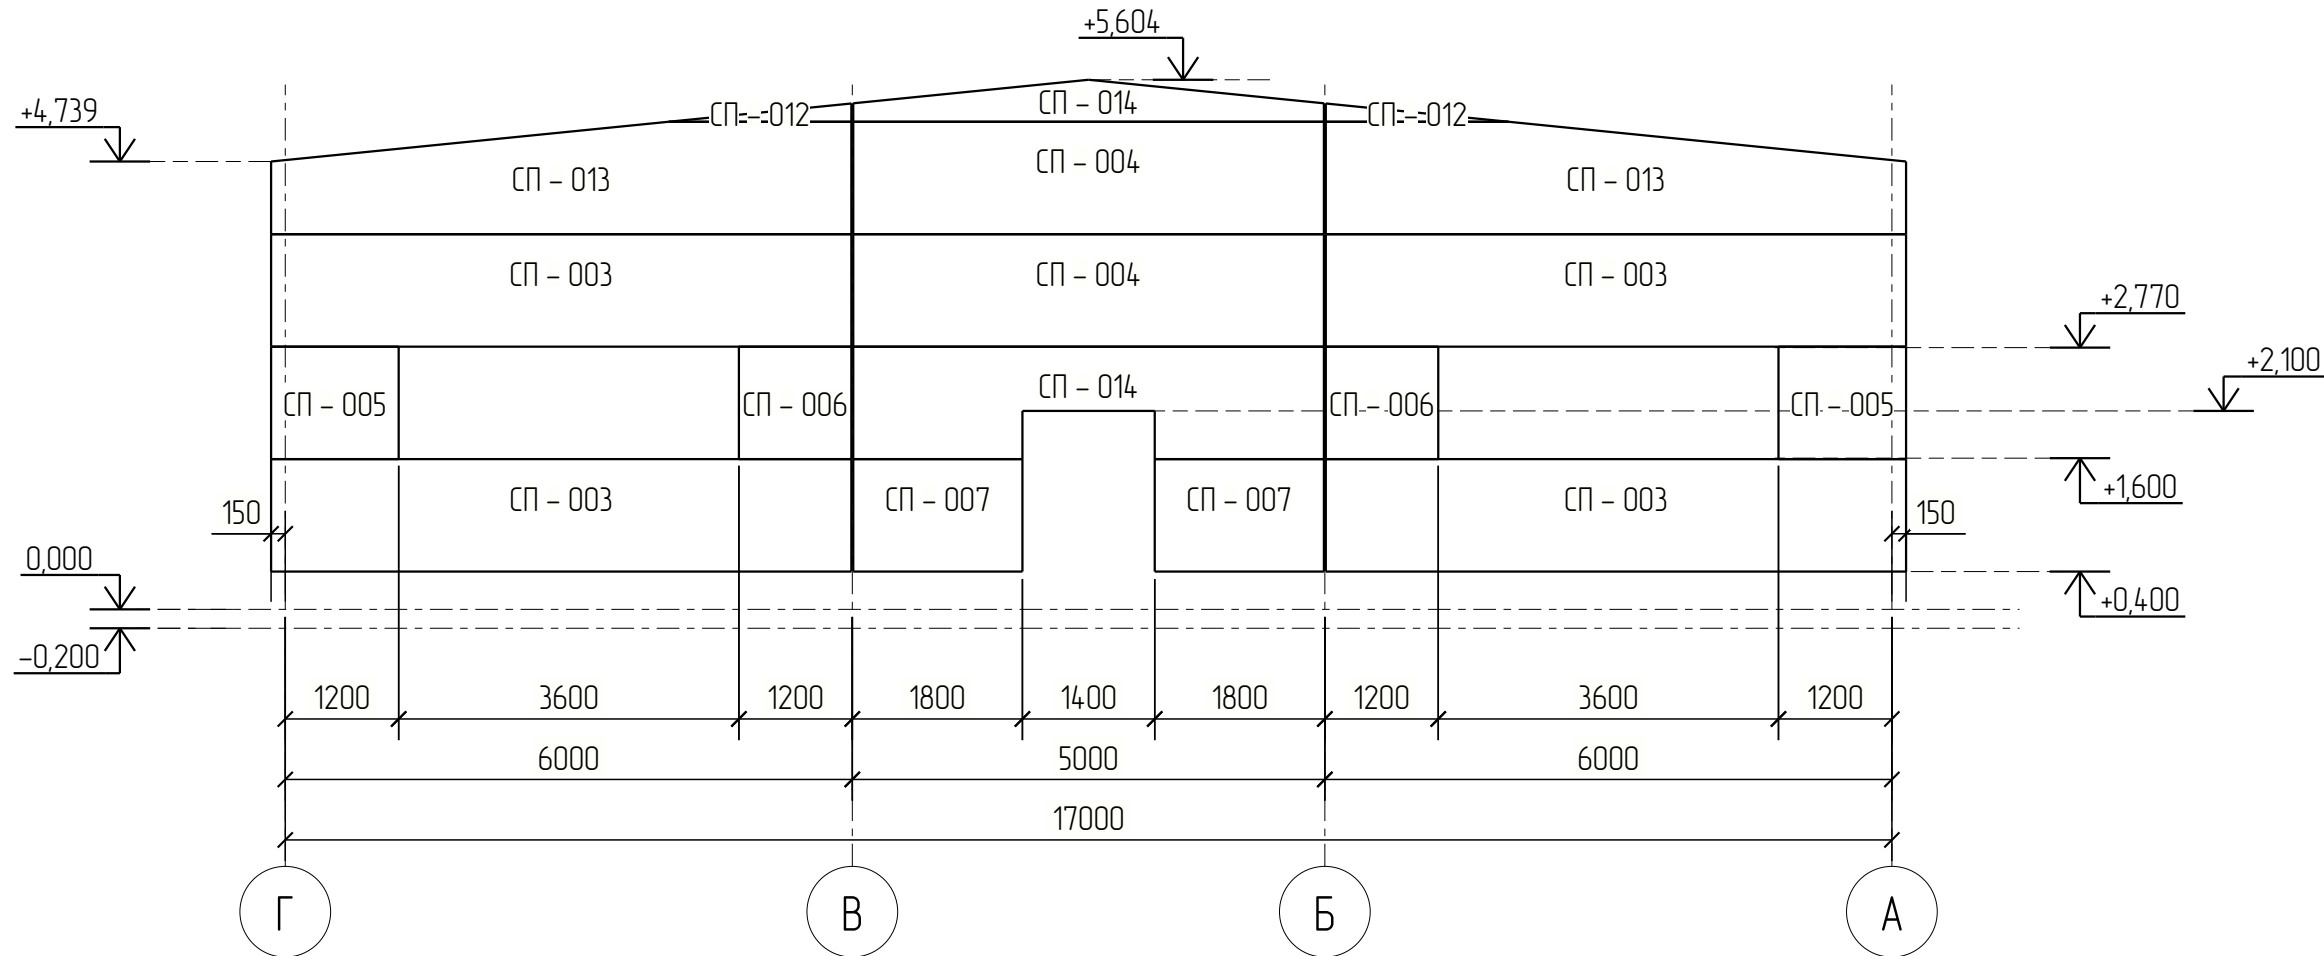 +5,604
+4,739
СП – 012
СП – 014
СП – 012
СП – 013
СП – 004
СП – 013
СП – 003
СП – 004
СП – 003
+2,770
+2,100
СП – 005
СП – 006
СП – 014
СП – 006
СП – 005
СП – 003
СП – 007
СП – 007
СП – 003
+1,600
150
150
0,000
+0,400
-0,200
1200
3600
1200
1800
1400
1800
1200
3600
1200
6000
5000
6000
17000
Г
В
Б
А